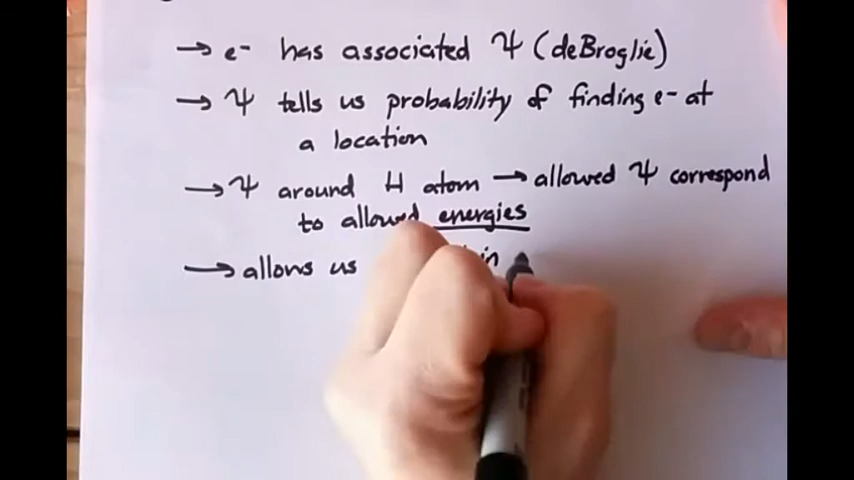 → e- has associated Ψ (deBroglie)
→ Ψ tells us probability of finding e- at
a location
→ Ψ around H atom → allowed Ψ correspond
to allowed energies
→ allows us